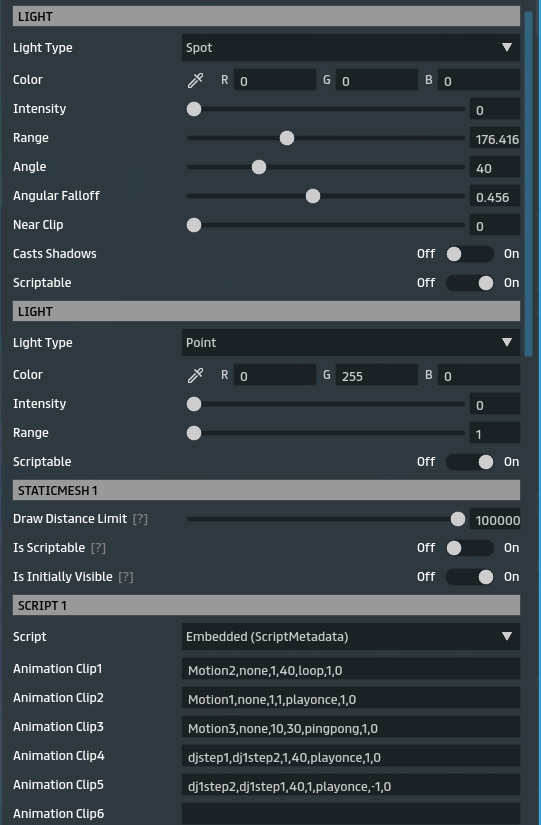 LIGHT
Light Type Spot
Color R 0 G 0 B 0
Intensity 0
Range 176.416
Angle 40
Angular Falloff 0.456
Near Clip 0
Casts Shadows Off On
Scriptable Off On
LIGHT
Light Type Point
Color R 0 G 255 B 0
Intensity 0
Range 1
Scriptable Off On
STATICMESH 1
Draw Distance Limit [?] 100000
Is Scriptable [?] Off On
Is Initially Visible [?] Off On
SCRIPT 1
Script Embedded (ScriptMetadata)
Animation Clip1 Motion2,none,1,40,loop,1,0
Animation Clip2 Motion1,none,1,1,playonce,1,0
Animation Clip3 Motion3,none,10,30,pingpong,1,0
Animation Clip4 djstep1,dj1step2,1,40,playonce,1,0
Animation Clip5 dj1step2,dj1step1,40,1,playonce,-1,0
Animation Clip6